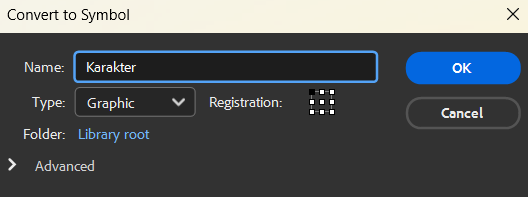 Convert to Symbol
Name: Karakter
OK
Type: Graphic Registration:
Cancel
Folder: Library root
Advanced